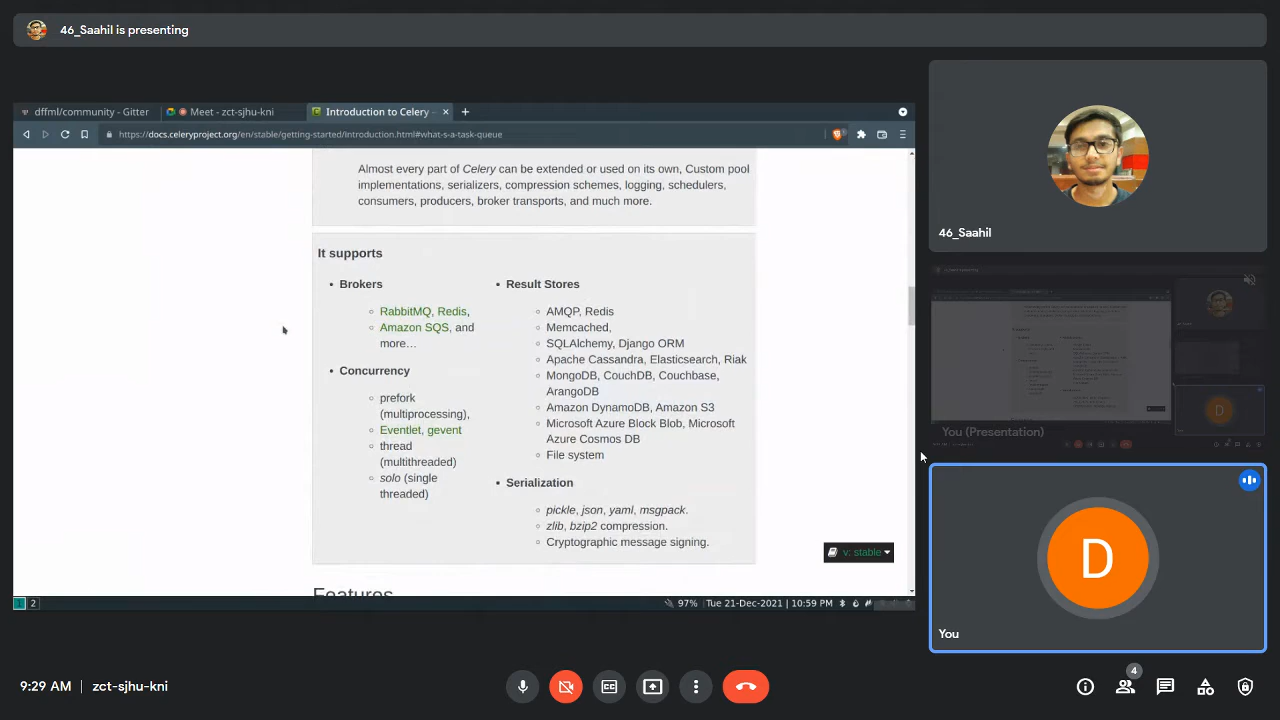 46_Saahil is presenting
dffml/community - Gitter
Meet - zct-sjhu-kni
Introduction to Celery
https://docs.celeryproject.org/en/stable/getting-started/introduction.html#what-s-a-task-queue
Almost every part of Celery can be extended or used on its own, Custom pool
implementations, serializers, compression schemes, logging, schedulers,
consumers, producers, broker transports, and much more.
It supports
Brokers
RabbitMQ, Redis,
Amazon SQS, and
more…
Concurrency
prefork
(multiprocessing),
Eventlet, gevent
thread
(multithreaded)
solo (single
threaded)
Result Stores
AMQP, Redis
Memcached,
SQLAlchemy, Django ORM
Apache Cassandra, Elasticsearch, Riak
MongoDB, CouchDB, Couchbase,
ArangoDB
Amazon DynamoDB, Amazon S3
Microsoft Azure Block Blob, Microsoft
Azure Cosmos DB
File system
Serialization
pickle, json, yaml, msgpack.
zlib, bzip2 compression.
Cryptographic message signing.
v: stable
Features
1 2
97% Tue 21-Dec-2021 | 10:59 PM
46_Saahil
You (Presentation)
D
You
9:29 AM | zct-sjhu-kni
4